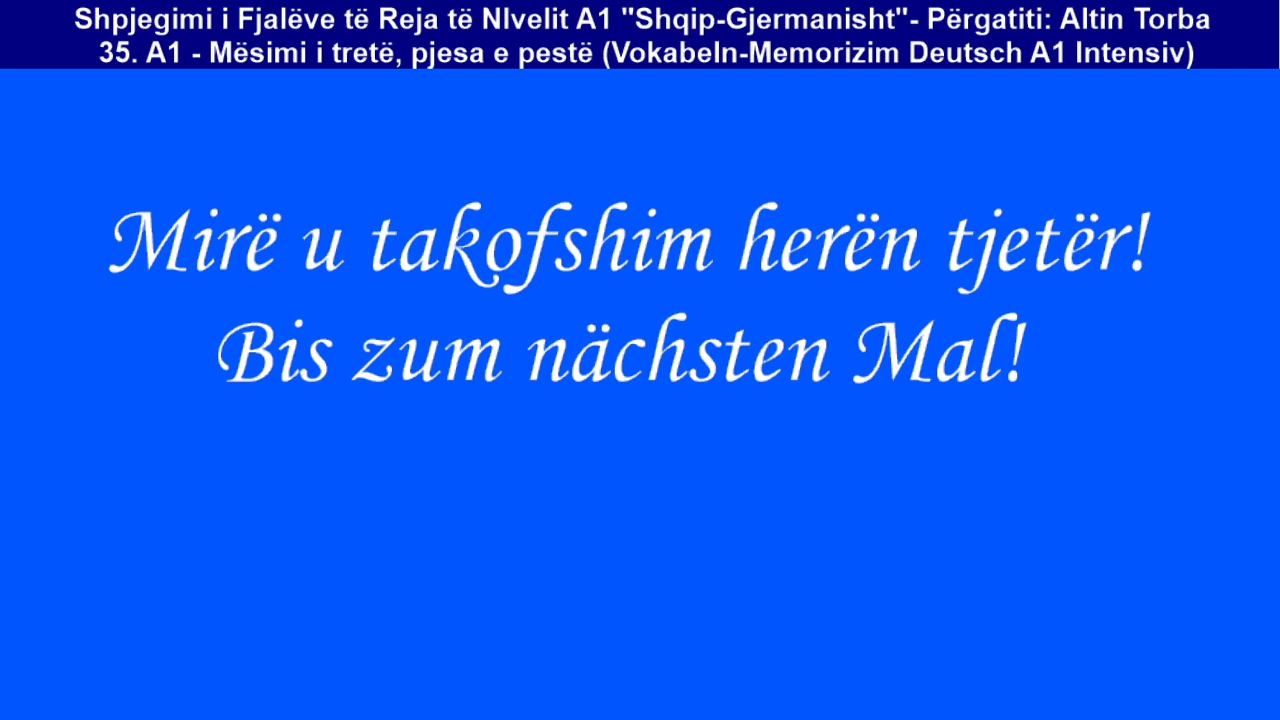 Shpjegimi i Fjalëve të Reja të NIvelit A1 "Shqip-Gjermanisht"- Përgatiti: Altin Torba
35. A1 - Mësimi i tretë, pjesa e pestë (Vokabeln-Memorizim Deutsch A1 Intensiv)
Mirë u takofshim herën tjetër!
Bis zum nächsten Mal!